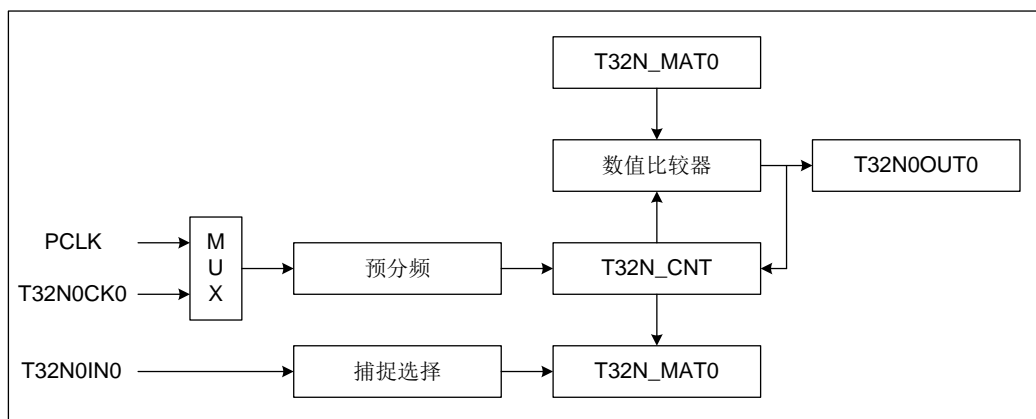 T32N_MAT0
数值比较器
T32N0OUT0
PCLK
T32N0CK0
M
U
X
预分频
T32N_CNT
T32N0IN0
捕捉选择
T32N_MAT0